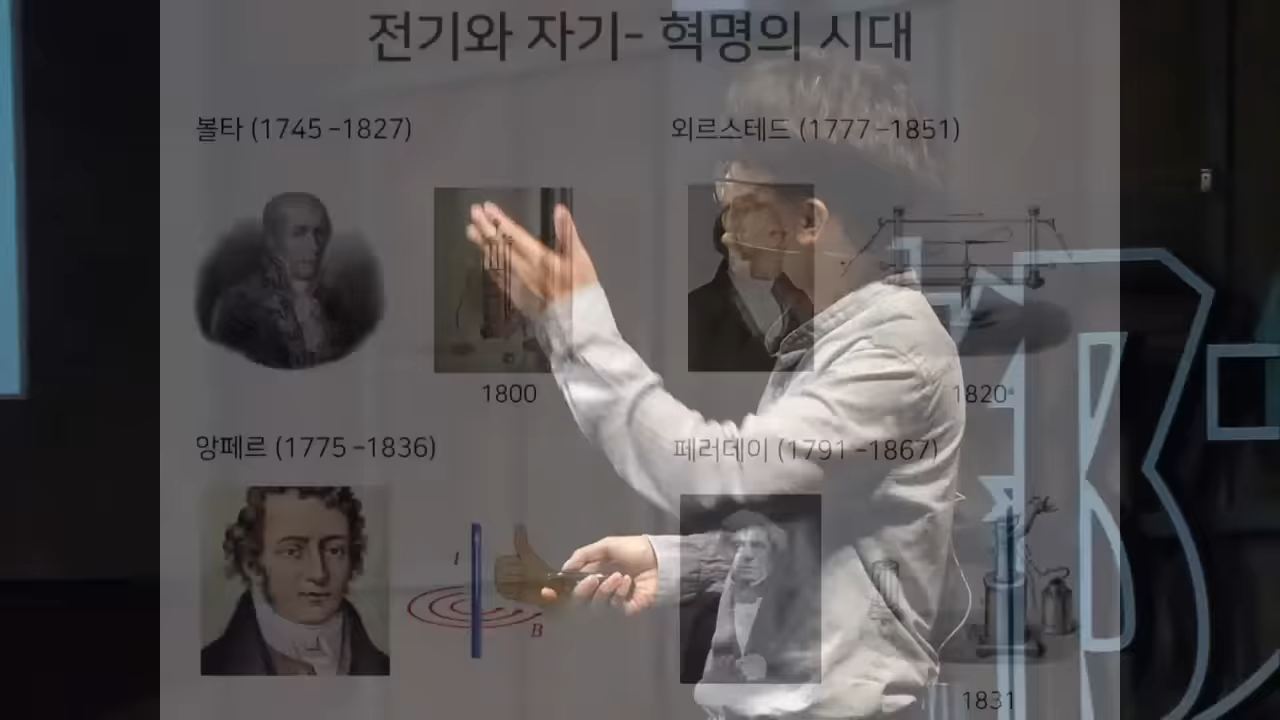 전기와 자기- 혁명의 시대
볼타 (1745 –1827)
외르스테드 (1777 –1851)
1800
1820
앙페르 (1775 –1836)
페러데이 (1791 –1867)
I
B
1831